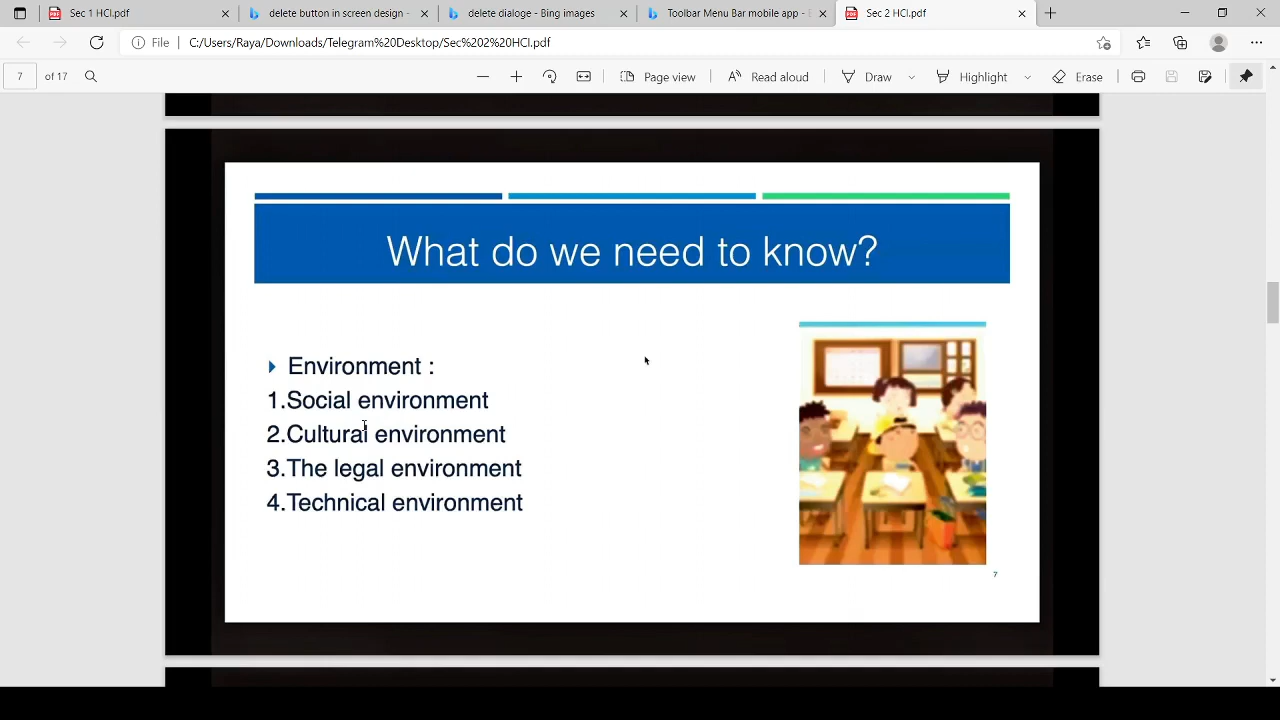 Sec 1 HCI.pdf
delete button in screen design -
delete dialoge - Bing images
Toolbar Menu Bar mobile app -
Sec 2 HCI.pdf
File
C:/Users/Raya/Downloads/Telegram%20Desktop/Sec%202%20HCI.pdf
7 of 17
Page view
Read aloud
Draw
Highlight
Erase
What do we need to know?
Environment :
1.Social environment
2.Cultural environment
3.The legal environment
4.Technical environment
7